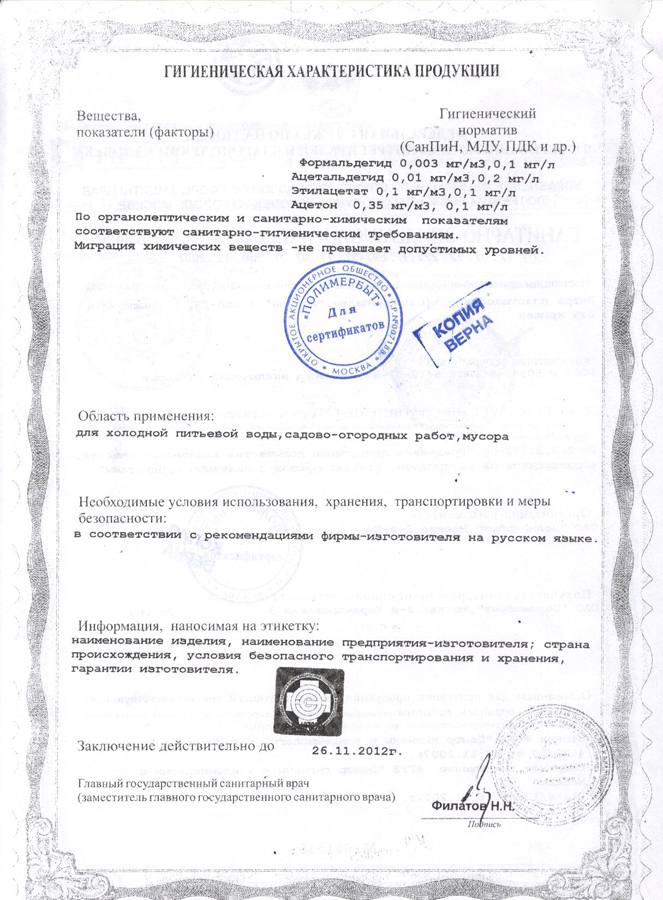 ГИГИЕНИЧЕСКАЯ ХАРАКТЕРИСТИКА ПРОДУКЦИИ
Вещества,
показатели (факторы)
Гигиенический
норматив
(СанПиН, МДУ, ПДК и др.)
Формальдегид 0,003 мг/м3,0,1 мг/л
Ацетальдегид 0,01 мг/м3,0,2 мг/л
Этилацетат 0,1 мг/м3,0,1 мг/л
Ацетон 0,35 мг/м3, 0,1 мг/л
По органолептическим и санитарно-химическим показателям
соответствуют санитарно-гигиеническим требованиям.
Миграция химических веществ -не превышает допустимых уровней.
ОТКРЫТОЕ АКЦИОНЕРНОЕ ОБЩЕСТВО
"ПОЛИМЕРБЫТ"
Для
сертификатов
МОСКВА
КОПИЯ
ВЕРНА
Область применения:
для холодной питьевой воды,садово-огородных работ,мусора
Необходимые условия использования, хранения, транспортировки и меры
безопасности:
в соответствии с рекомендациями фирмы-изготовителя на русском языке.
Информация, наносимая на этикетку:
наименование изделия, наименование предприятия-изготовителя; страна
происхождения, условия безопасного транспортирования и хранения,
гарантии изготовителя.
Заключение действительно до 26.11.2012г.
Главный государственный санитарный врач
(заместитель главного государственного санитарного врача)
Филатов Н.Н.
Подпись